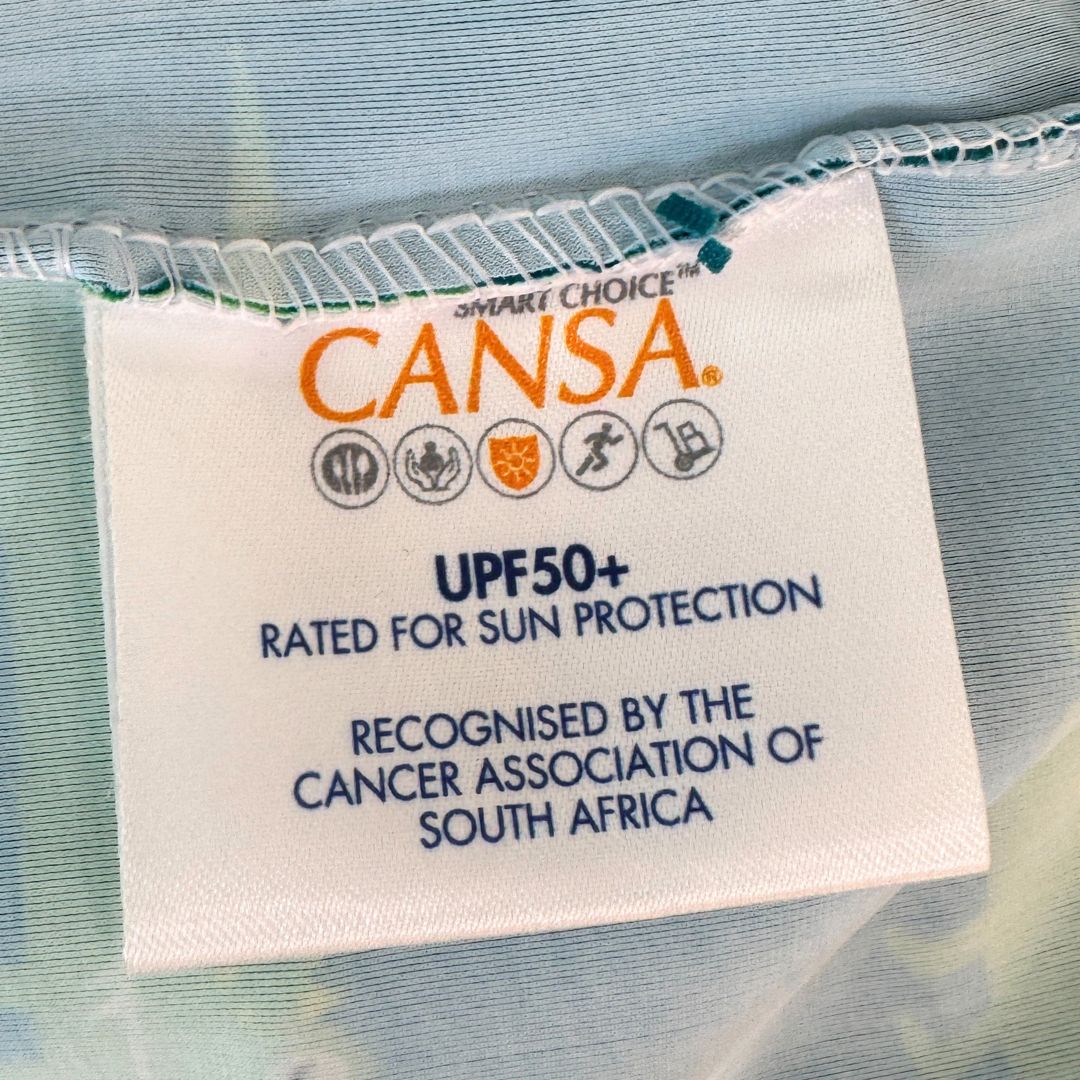 SMART CHOICE™
CANSA®
UPF50+
RATED FOR SUN PROTECTION
RECOGNISED BY THE
CANCER ASSOCIATION OF
SOUTH AFRICA